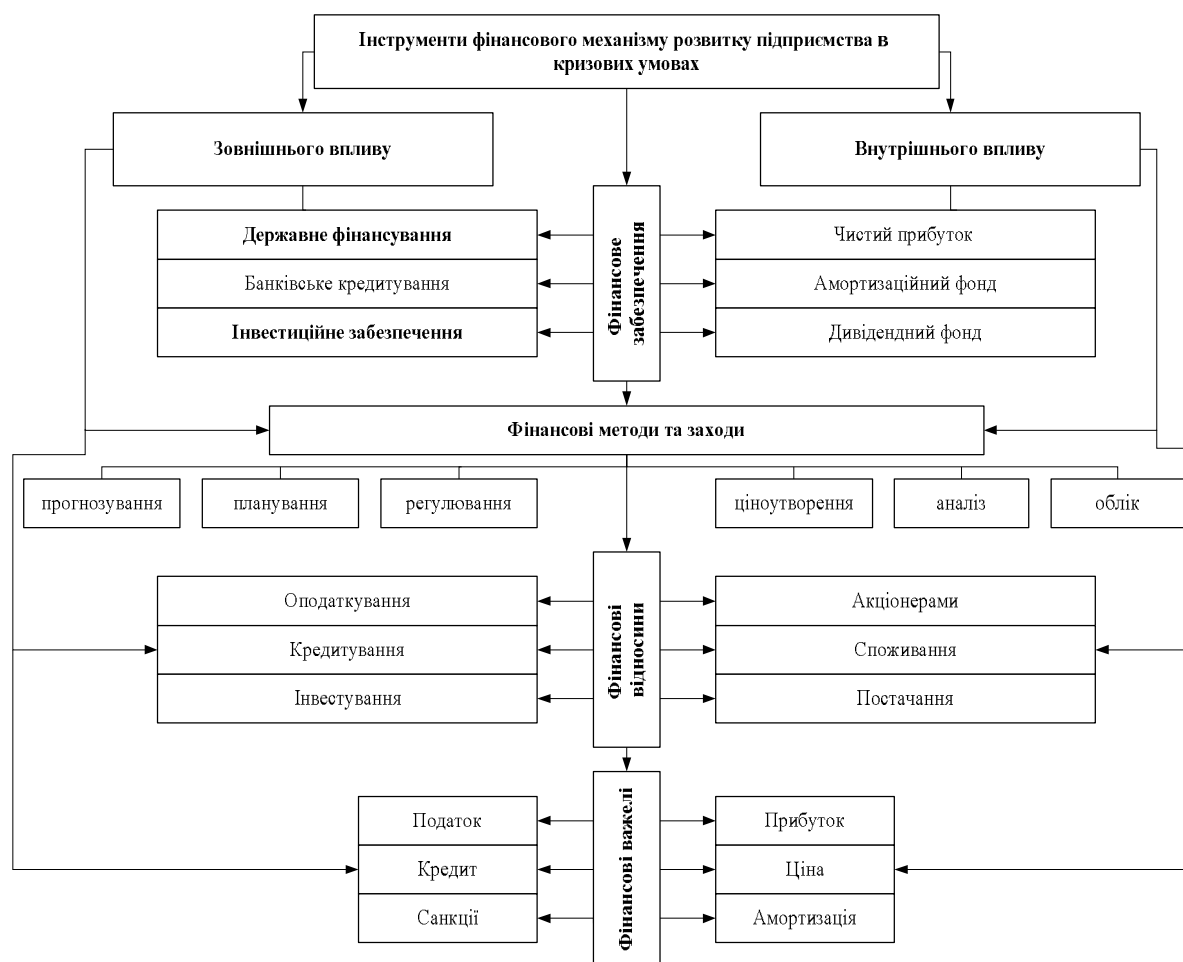 Інструменти фінансового механізму розвитку підприємства в
кризових умовах
Зовнішнього впливу
Внутрішнього впливу
Фінансове
забезпечення
Державне фінансування
Чистий прибуток
Банківське кредитування
Амортизаційний фонд
Інвестиційне забезпечення
Дивідендний фонд
Фінансові методи та заходи
прогнозування
планування
регулювання
ціноутворення
аналіз
облік
Фінансові
відносини
Оподаткування
Акціонерами
Кредитування
Споживання
Інвестування
Постачання
Фінансові важелі
Податок
Прибуток
Кредит
Ціна
Санкції
Амортизація